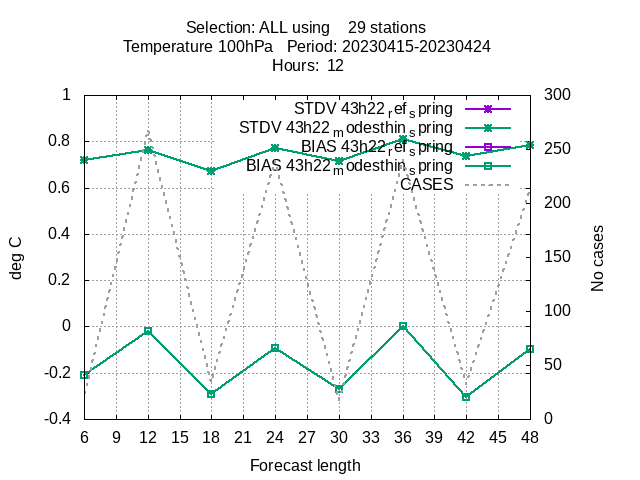 Selection: ALL using 29 stations
Temperature 100hPa Period: 20230415-20230424
Hours: 12
STDV 43h22_ref_spring
STDV 43h22_modesthin_spring
BIAS 43h22_ref_spring
BIAS 43h22_modesthin_spring
CASES
1
0.8
0.6
0.4
0.2
0
-0.2
-0.4
deg C
300
250
200
150
100
50
0
No cases
6 9 12 15 18 21 24 27 30 33 36 39 42 45 48
Forecast length